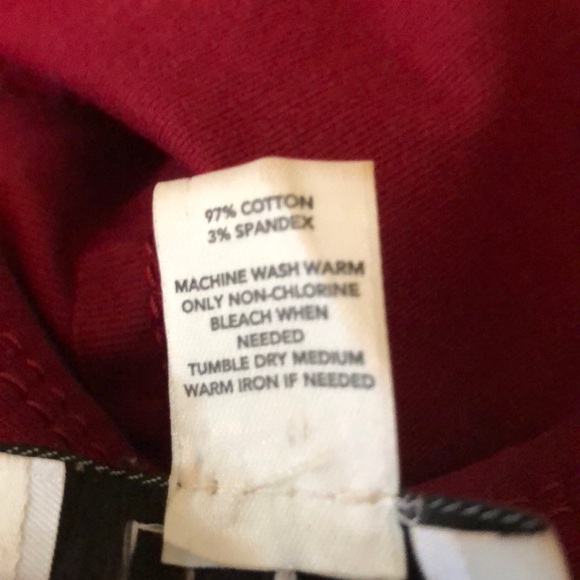 97% COTTON
3% SPANDEX
MACHINE WASH WARM
ONLY NON-CHLORINE
BLEACH WHEN
NEEDED
TUMBLE DRY MEDIUM
WARM IRON IF NEEDED